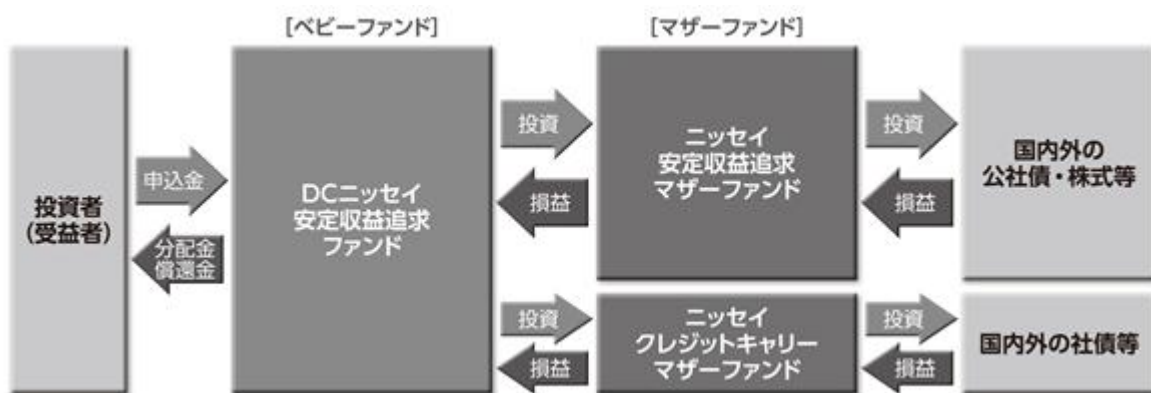 [ベビーファンド]
[マザーファンド]
投資者
(受益者)
申込金
分配金
償還金
DCニッセイ
安定収益追求
ファンド
投資
損益
ニッセイ
安定収益追求
マザーファンド
投資
損益
国内外の
公社債・株式等
投資
損益
ニッセイ
クレジットキャリー
マザーファンド
投資
損益
国内外の社債等